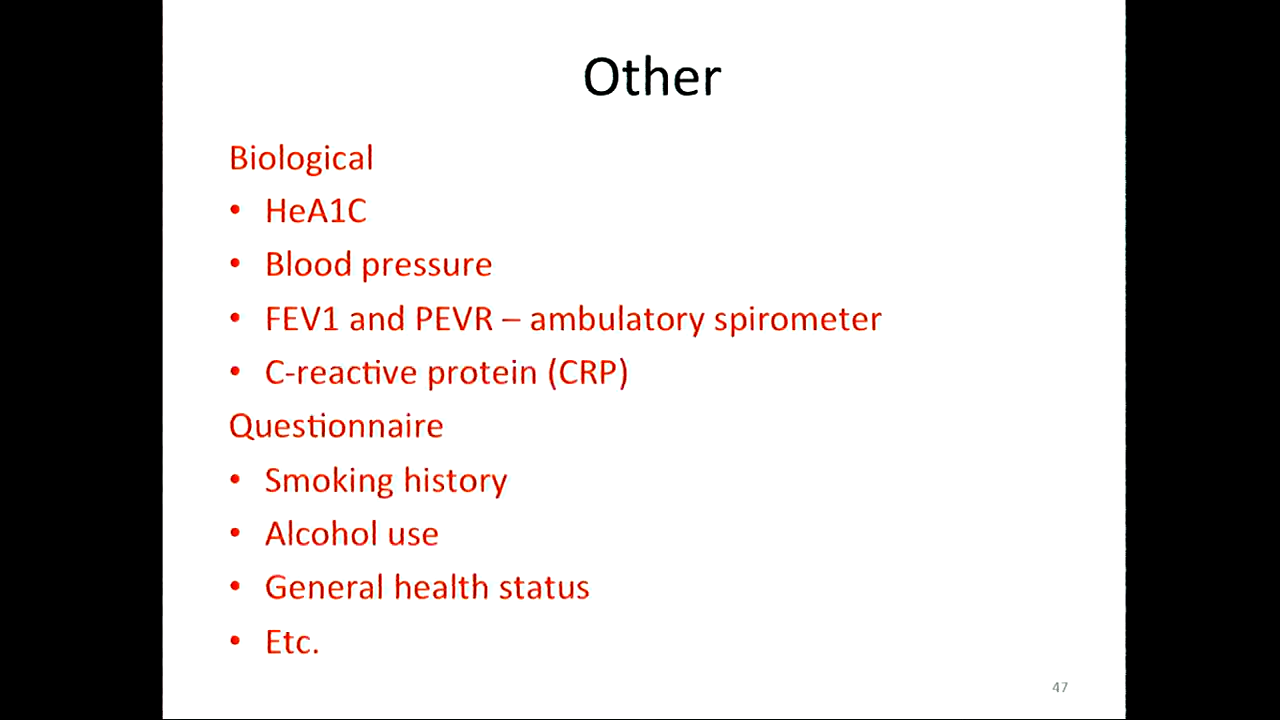 Other
Biological
• HeA1C
• Blood pressure
• FEV1 and PEVR – ambulatory spirometer
• C-reactive protein (CRP)
Questionnaire
• Smoking history
• Alcohol use
• General health status
• Etc.
47